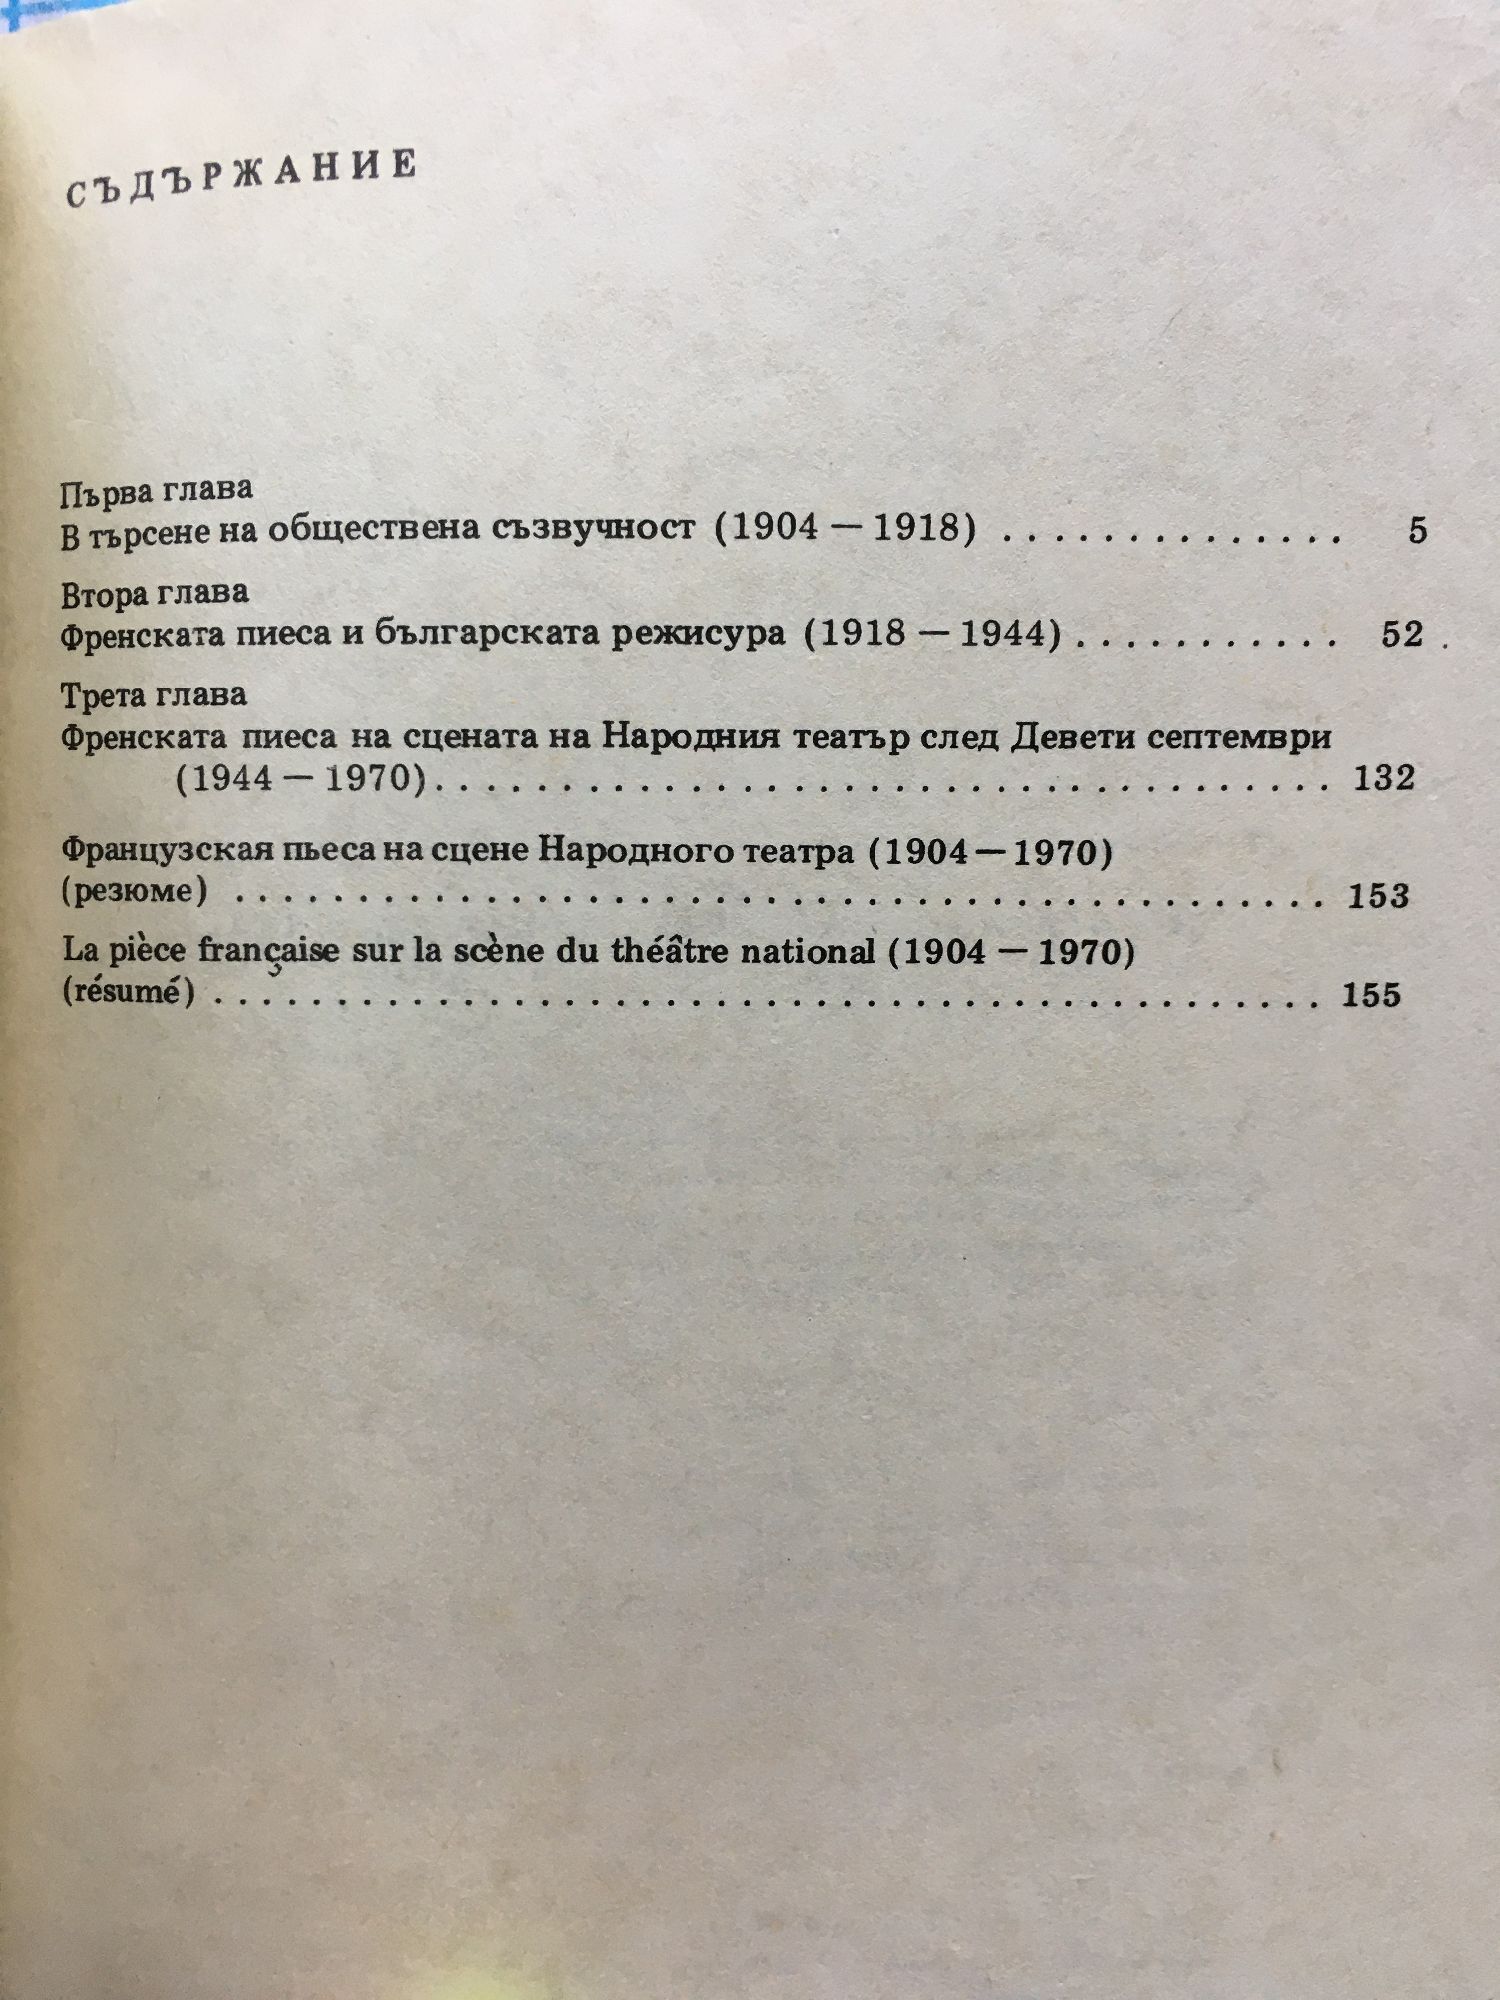 СЪДЪРЖАНИЕ
Първа глава
В търсене на обществена съзвучност (1904 — 1918) . . . . . . . . . . . . . . 5
Втора глава
Френската пиеса и българската режисура (1918 — 1944) . . . . . . . . . . . 52
Трета глава
Френската пиеса на сцената на Народния театър след Девети септември
(1944 — 1970) . . . . . . . . . . . . . . . . . . . . . . . . . . . . . . . . . . . . 132
Французская пьеса на сцене Народного театра (1904 — 1970)
(резюме) . . . . . . . . . . . . . . . . . . . . . . . . . . . . . . . . . . . . . . . . . . . . 153
La pièce française sur la scène du théâtre national (1904 — 1970)
(résumé) . . . . . . . . . . . . . . . . . . . . . . . . . . . . . . . . . . . . . . . . . . . . . 155